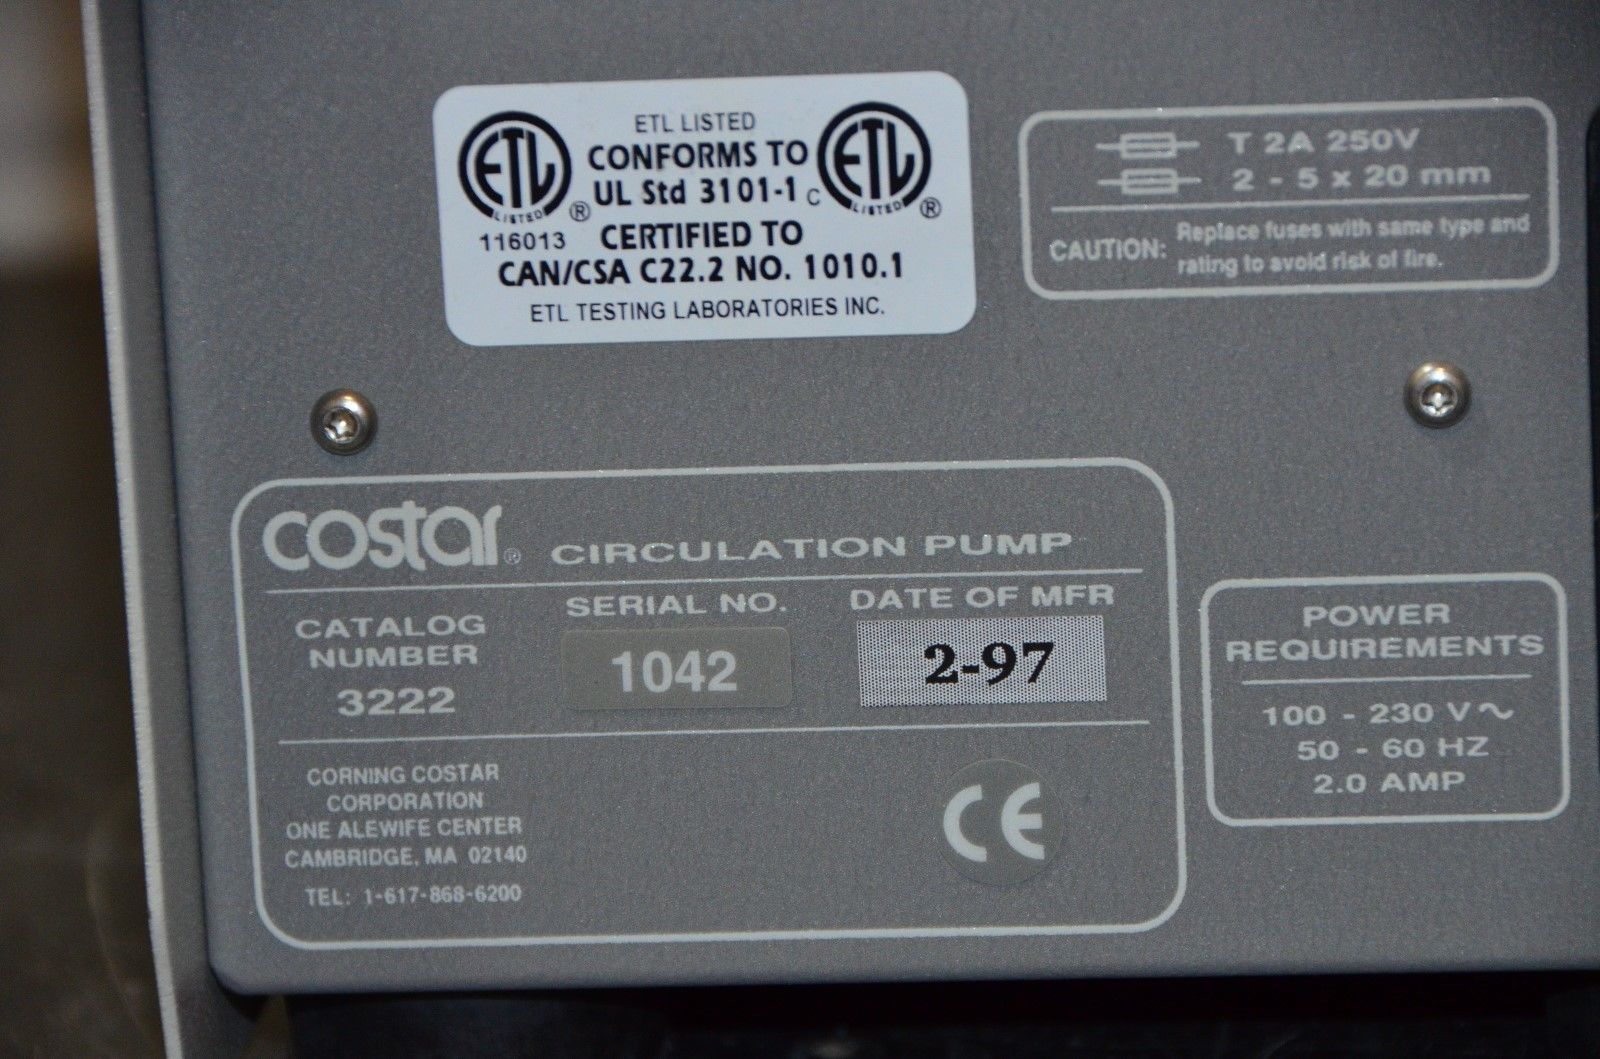 ETL LISTED
CONFORMS TO
UL Std 3101-1
ETL
LISTED
®
116013
C
ETL
LISTED
®
CERTIFIED TO
CAN/CSA C22.2 NO. 1010.1
ETL TESTING LABORATORIES INC.
T 2A 250V
2 - 5 x 20 mm
CAUTION: Replace fuses with same type and
rating to avoid risk of fire.
costar® CIRCULATION PUMP
CATALOG
NUMBER
3222
SERIAL NO.
1042
DATE OF MFR
2-97
CORNING COSTAR
CORPORATION
ONE ALEWIFE CENTER
CAMBRIDGE, MA 02140
TEL: 1-617-868-6200
CE
POWER
REQUIREMENTS
100 - 230 V ~
50 - 60 HZ
2.0 AMP